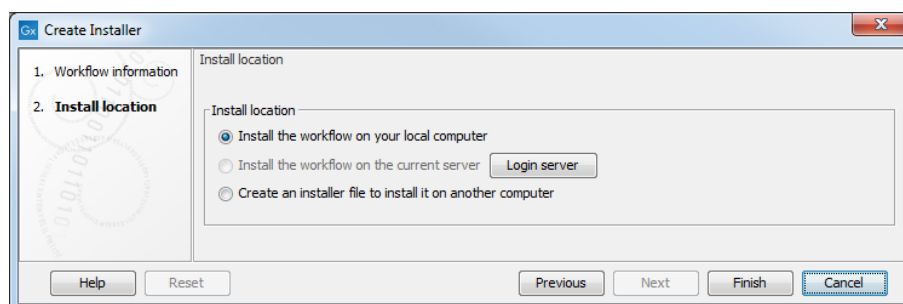 Gx Create Installer
1. Workflow information
2. Install location
Install location
Install location
Install the workflow on your local computer
Install the workflow on the current server Login server
Create an installer file to install it on another computer
Help Reset Previous Next Finish Cancel